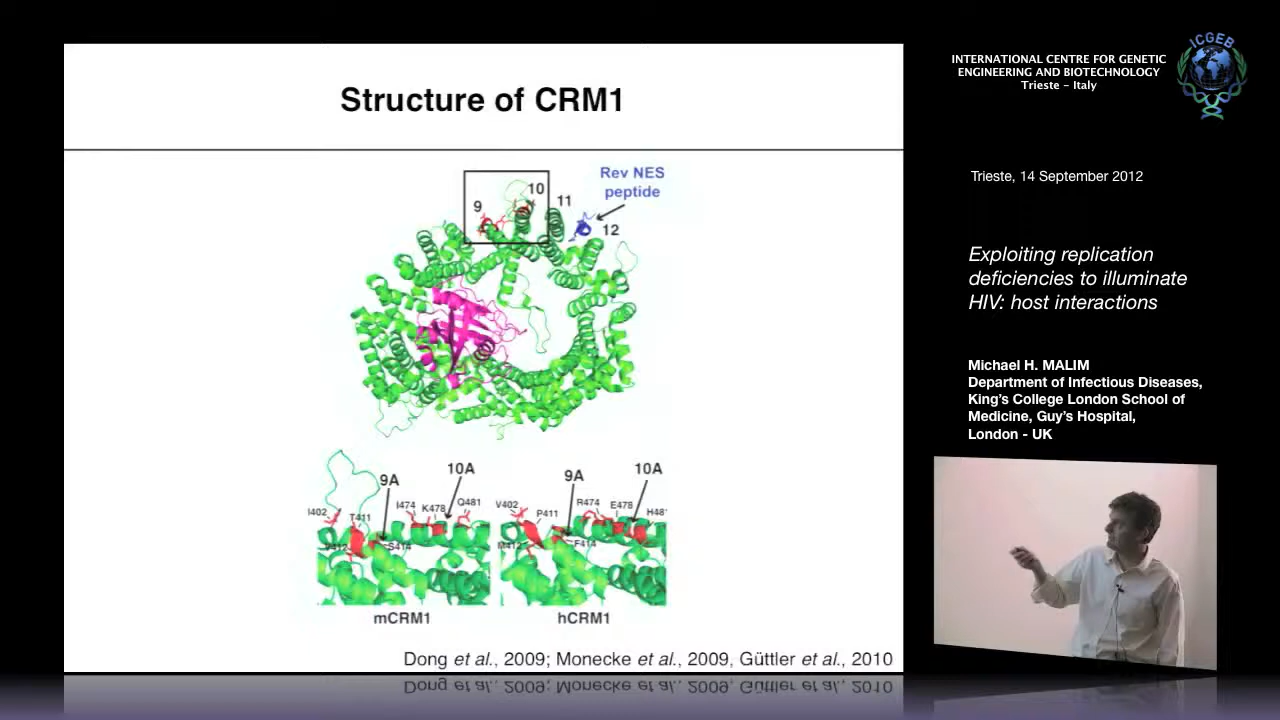 Structure of CRM1
Rev NES
peptide
9
10
11
12
9A
10A
I402
T411
V412
S414
I474
K478
Q481
mCRM1
9A
10A
V402
P411
M412
F414
R474
E478
H481
hCRM1
Dong et al., 2009; Monecke et al., 2009, Güttler et al., 2010
INTERNATIONAL CENTRE FOR GENETIC
ENGINEERING AND BIOTECHNOLOGY
Trieste - Italy
ICGEB
Trieste, 14 September 2012
Exploiting replication
deficiencies to illuminate
HIV: host interactions
Michael H. MALIM
Department of Infectious Diseases,
King's College London School of
Medicine, Guy's Hospital,
London - UK